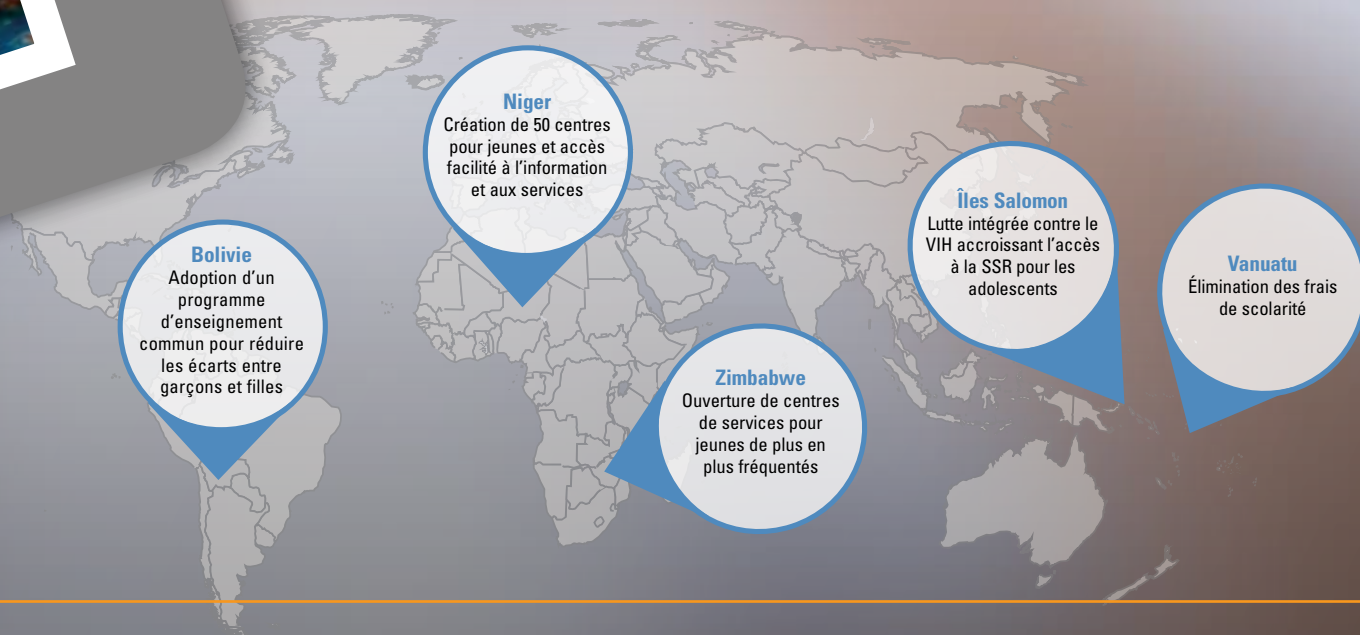 Niger
Création de 50 centres
pour jeunes et accès
facilité à l’information
et aux services
Bolivie
Adoption d’un
programme
d’enseignement
commun pour réduire
les écarts entre
garçons et filles
Zimbabwe
Ouverture de centres
de services pour
jeunes de plus en
plus fréquentés
Îles Salomon
Lutte intégrée contre le
VIH accroissant l’accès
à la SSR pour les
adolescents
Vanuatu
Élimination des frais
de scolarité